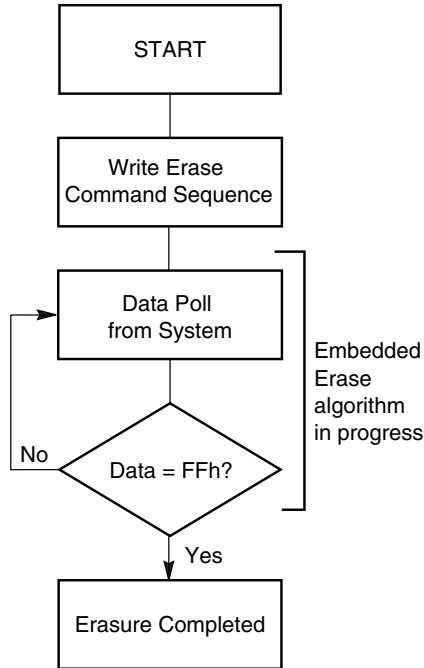 START
Write Erase
Command Sequence
Data Poll
from System
Embedded
Erase
algorithm
in progress
No
Data = FFh?
Yes
Erasure Completed